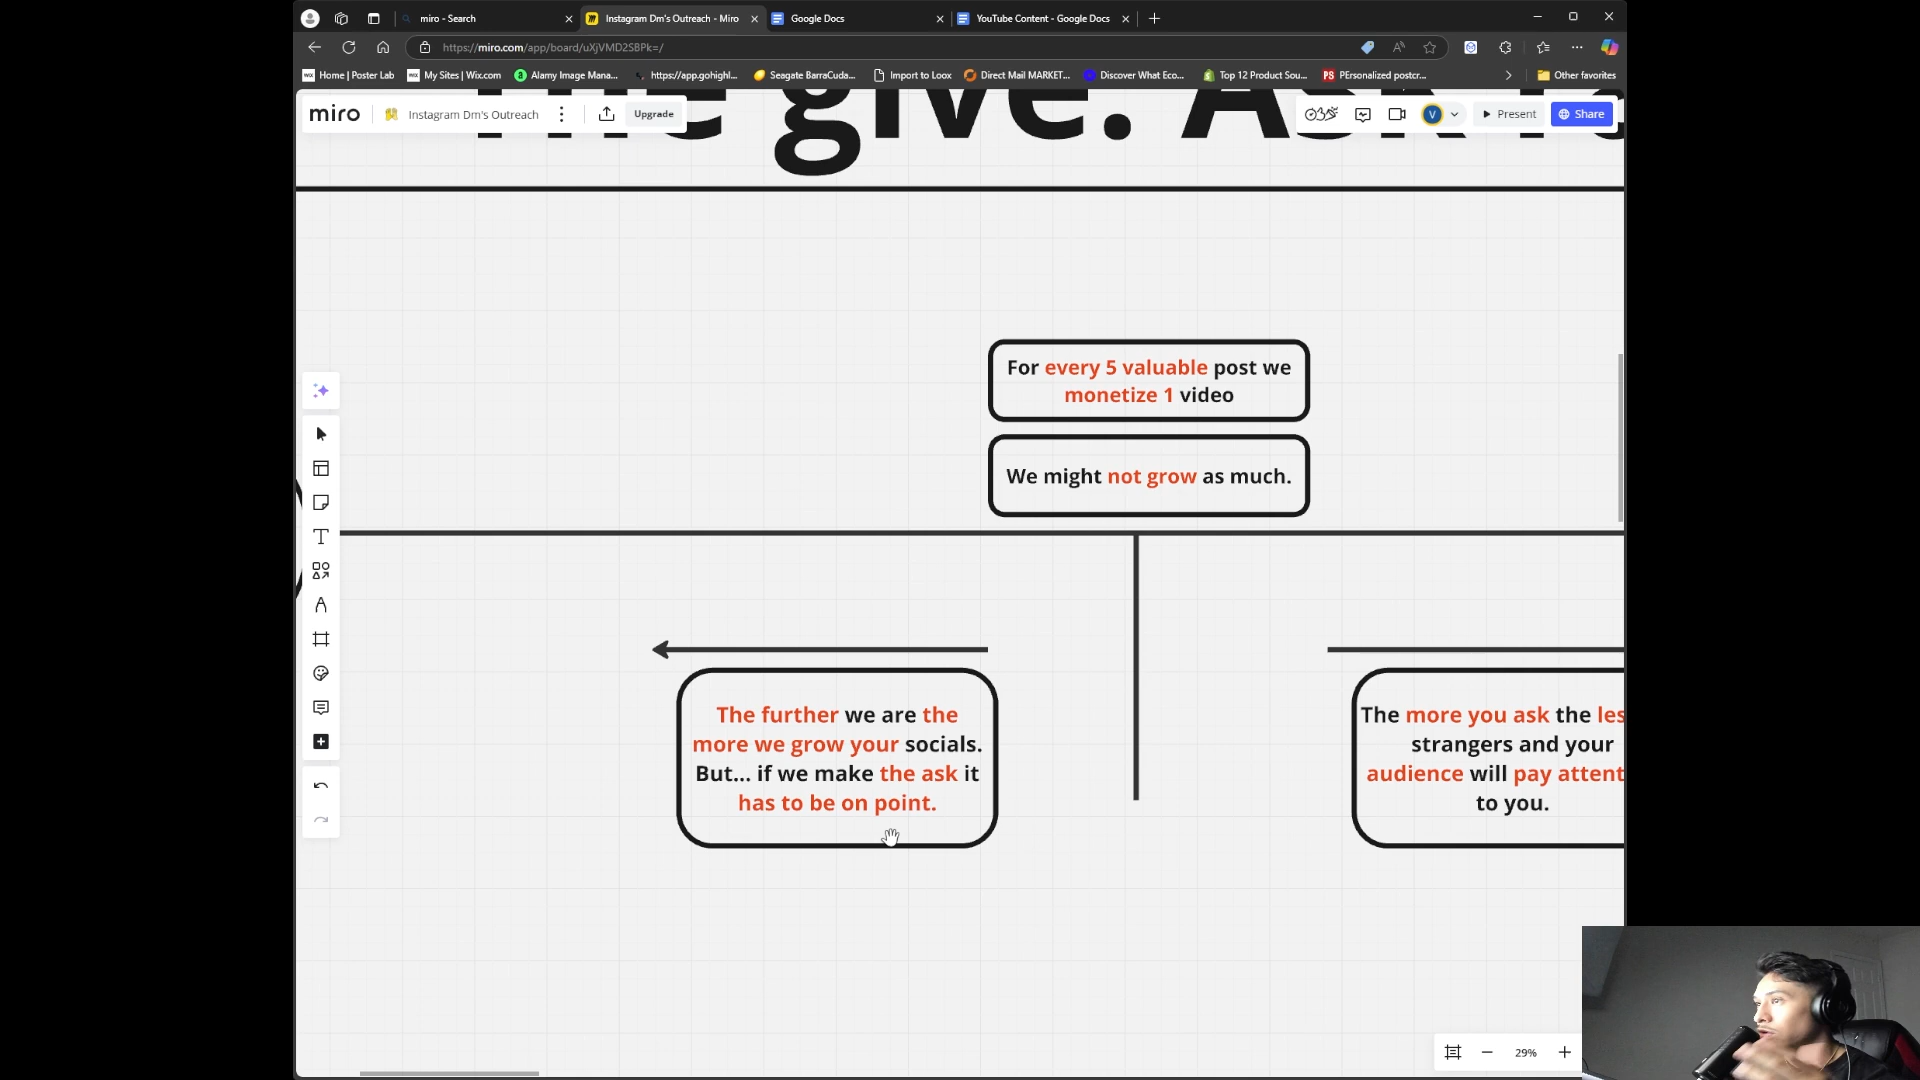 miro - Search
Instagram Dm's Outreach - Miro
Google Docs
YouTube Content - Google Docs
https://miro.com/app/board/uXjVMD2SBPk=/
Home | Poster Lab
My Sites | Wix.com
Alamy Image Mana...
https://app.gohighl...
Seagate BarraCuda...
Import to Loox
Direct Mail MARKET...
Discover What Eco...
Top 12 Product Sou...
PErsonalized postcr...
Other favorites
The give. Ask
miro
Instagram Dm's Outreach
Upgrade
V
Present
Share
For every 5 valuable post we
monetize 1 video
We might not grow as much.
The further we are the
more we grow your socials.
But... if we make the ask it
has to be on point.
The more you ask the les
strangers and your
audience will pay attent
to you.
29%